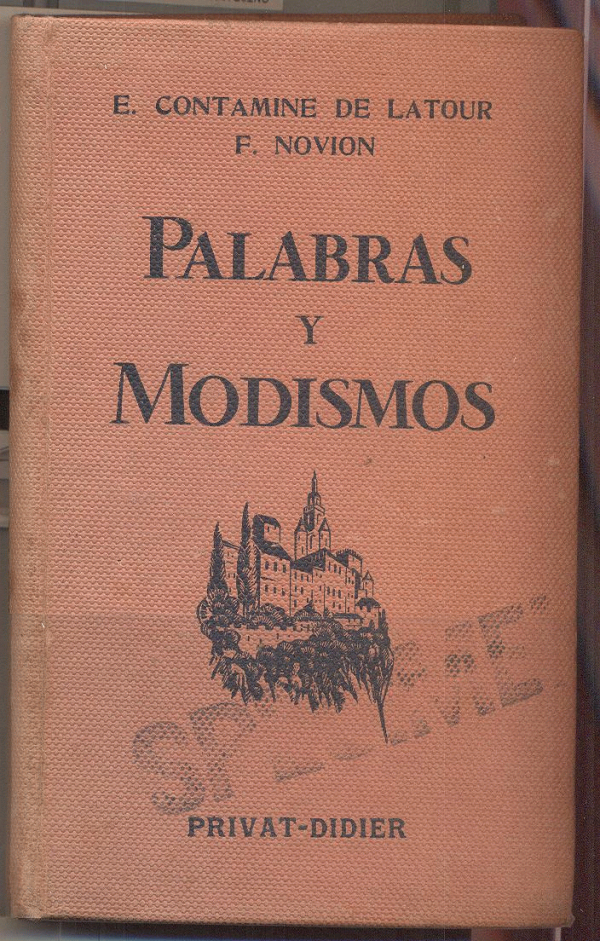 E. CONTAMINE DE LATOUR
F. NOVION
PALABRAS
Y
MODISMOS
PRIVAT-DIDIER